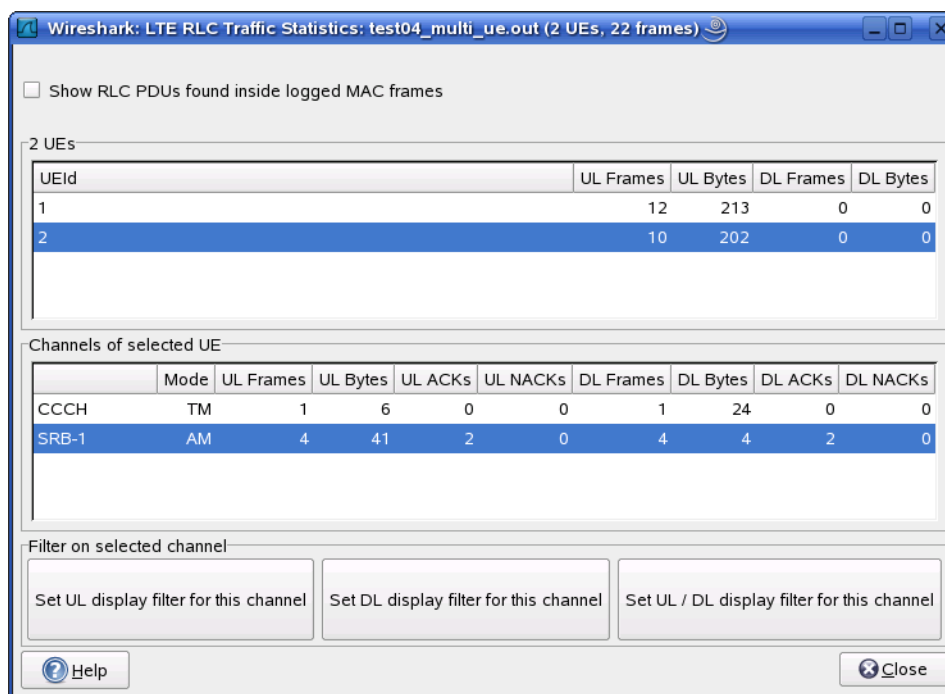 Wireshark: LTE RLC Traffic Statistics: test04_multi_ue.out (2 UEs, 22 frames)
Show RLC PDUs found inside logged MAC frames
2 UEs
UEId UL Frames UL Bytes DL Frames DL Bytes
1 12 213 0 0
2 10 202 0 0
Channels of selected UE
Mode UL Frames UL Bytes UL ACKs UL NACKs DL Frames DL Bytes DL ACKs DL NACKs
CCCH TM 1 6 0 0 1 24 0 0
SRB-1 AM 4 41 2 0 4 4 2 0
Filter on selected channel
Set UL display filter for this channel Set DL display filter for this channel Set UL / DL display filter for this channel
Help Close